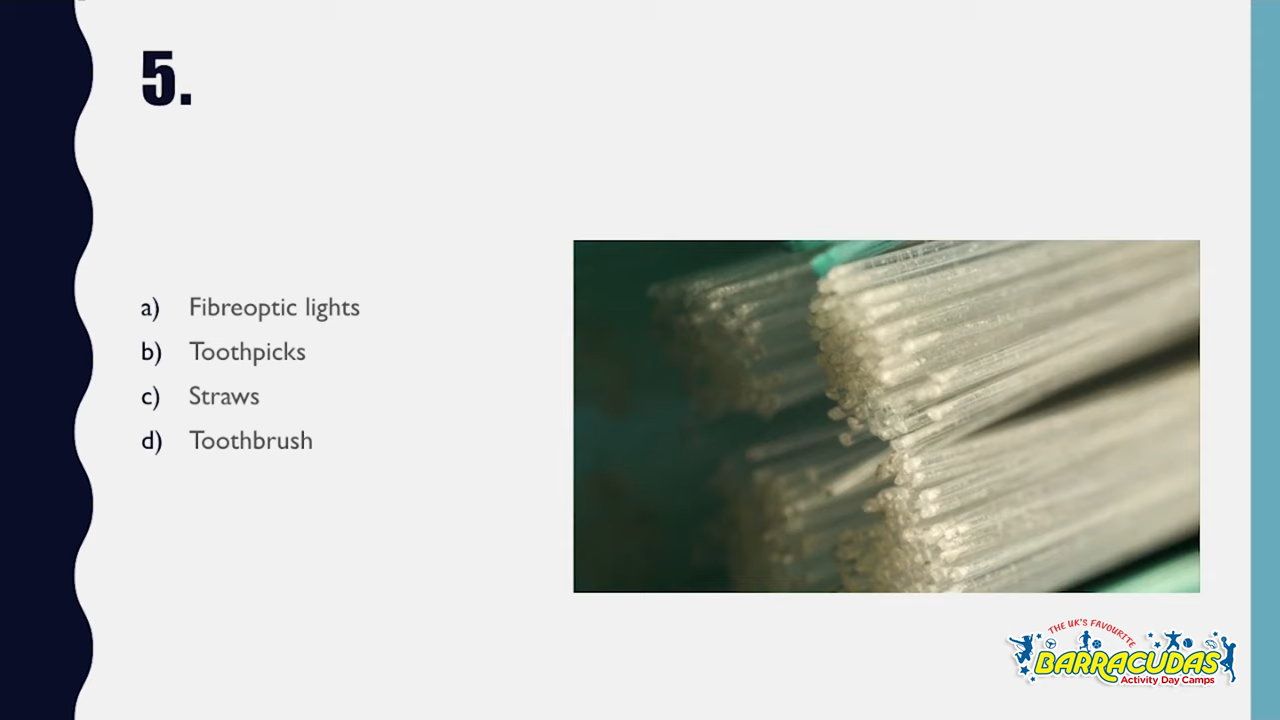 5.
a) Fibreoptic lights
b) Toothpicks
c) Straws
d) Toothbrush
THE UK'S FAVOURITE
BARRACUDAS
Activity Day Camps